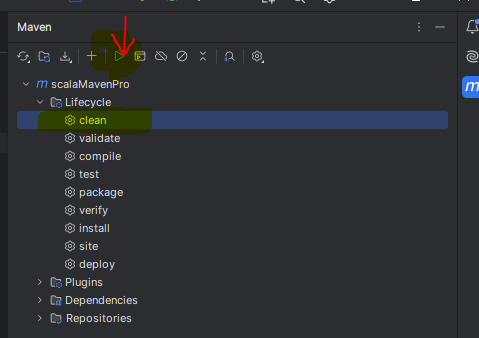 Maven
m scalaMavenPro
Lifecycle
clean
validate
compile
test
package
verify
install
site
deploy
Plugins
Dependencies
Repositories
m